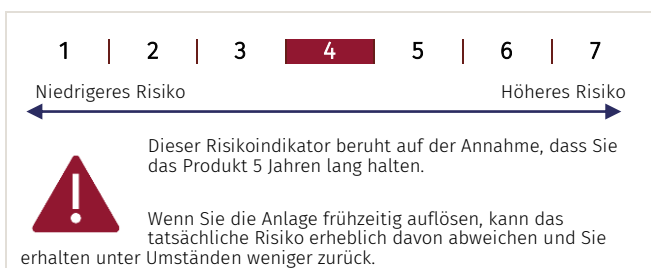 1 | 2 | 3 | 4 | 5 | 6 | 7
Niedrigeres Risiko Höheres Risiko
Dieser Risikoindikator beruht auf der Annahme, dass Sie
das Produkt 5 Jahren lang halten.
Wenn Sie die Anlage frühzeitig auflösen, kann das
tatsächliche Risiko erheblich davon abweichen und Sie
erhalten unter Umständen weniger zurück.